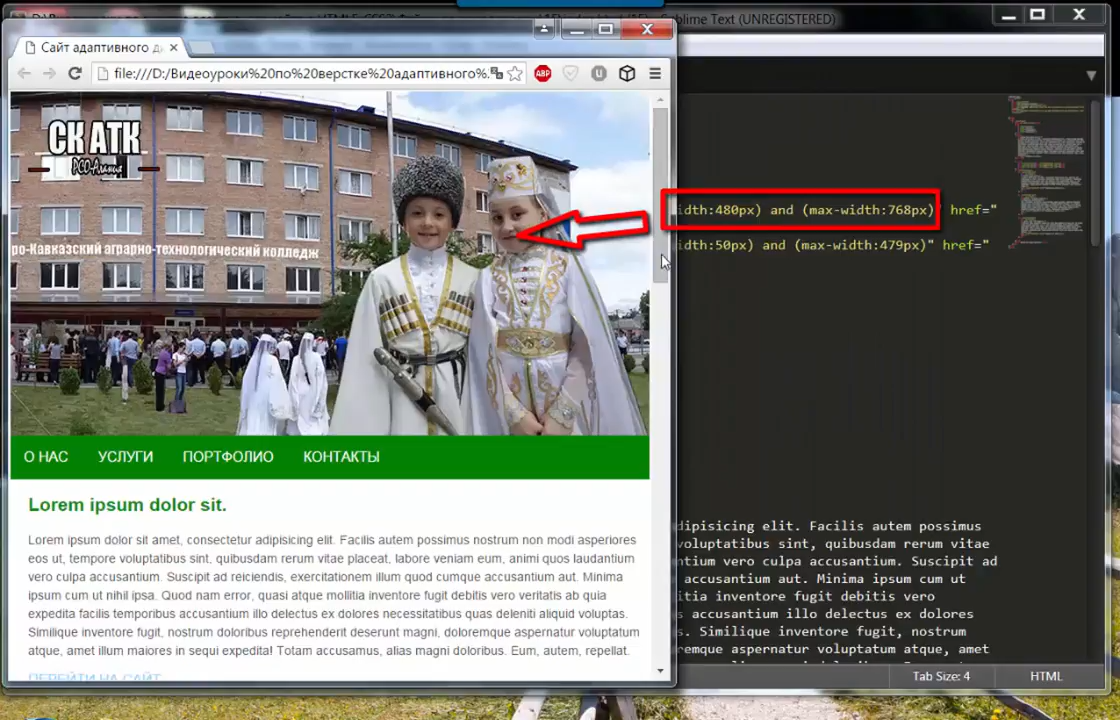 Sublime Text (UNREGISTERED)
Сайт адаптивного д
file:///D:/Видеоуроки%20по%20верстке%20адаптивного%
ABP
СК АТК
РСО-Алания
ро-Кавказский аграрно-технологический колледж
idth:480px) and (max-width:768px) href="
idth:50px) and (max-width:479px)" href="
О НАС УСЛУГИ ПОРТФОЛИО КОНТАКТЫ
Lorem ipsum dolor sit.
Lorem ipsum dolor sit amet, consectetur adipisicing elit. Facilis autem possimus nostrum non modi asperiores
eos ut, tempore voluptatibus sint, quibusdam rerum vitae placeat, labore veniam eum, animi quos laudantium
vero culpa accusantium. Suscipit ad reiciendis, exercitationem illum quod cumque accusantium aut. Minima
ipsum cum ut nihil ipsa. Quod nam error, quasi atque mollitia inventore fugit debitis vero veritatis ab quia
expedita facilis temporibus accusantium illo delectus ex dolores necessitatibus quas deleniti aliquid voluptas.
Similique inventore fugit, nostrum doloribus reprehenderit deserunt magni, doloremque aspernatur voluptatum
atque, amet illum maiores in sequi expedita! Totam accusamus, alias magni doloribus. Eum, autem, repellat.
ПЕРЕЙТИ НА САЙТ
dipisicing elit. Facilis autem possimus
voluptatibus sint, quibusdam rerum vitae
ntium vero culpa accusantium. Suscipit ad
accusantium aut. Minima ipsum cum ut
itia inventore fugit debitis vero
s accusantium illo delectus ex dolores
s. Similique inventore fugit, nostrum
remque aspernatur voluptatum atque, amet
Tab Size: 4 HTML